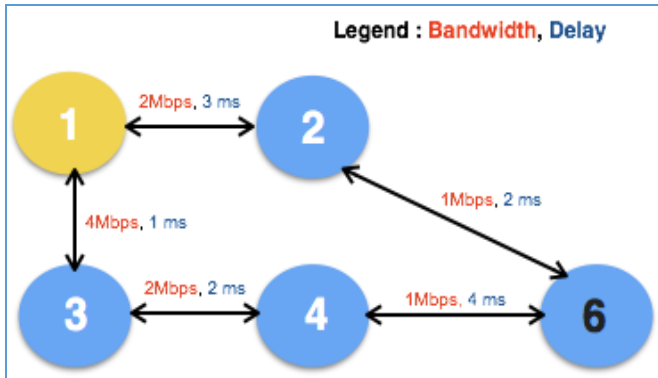 Legend : Bandwidth, Delay
1
2Mbps, 3 ms
2
4Mbps, 1 ms
1Mbps, 2 ms
3
2Mbps, 2 ms
4
1Mbps, 4 ms
6